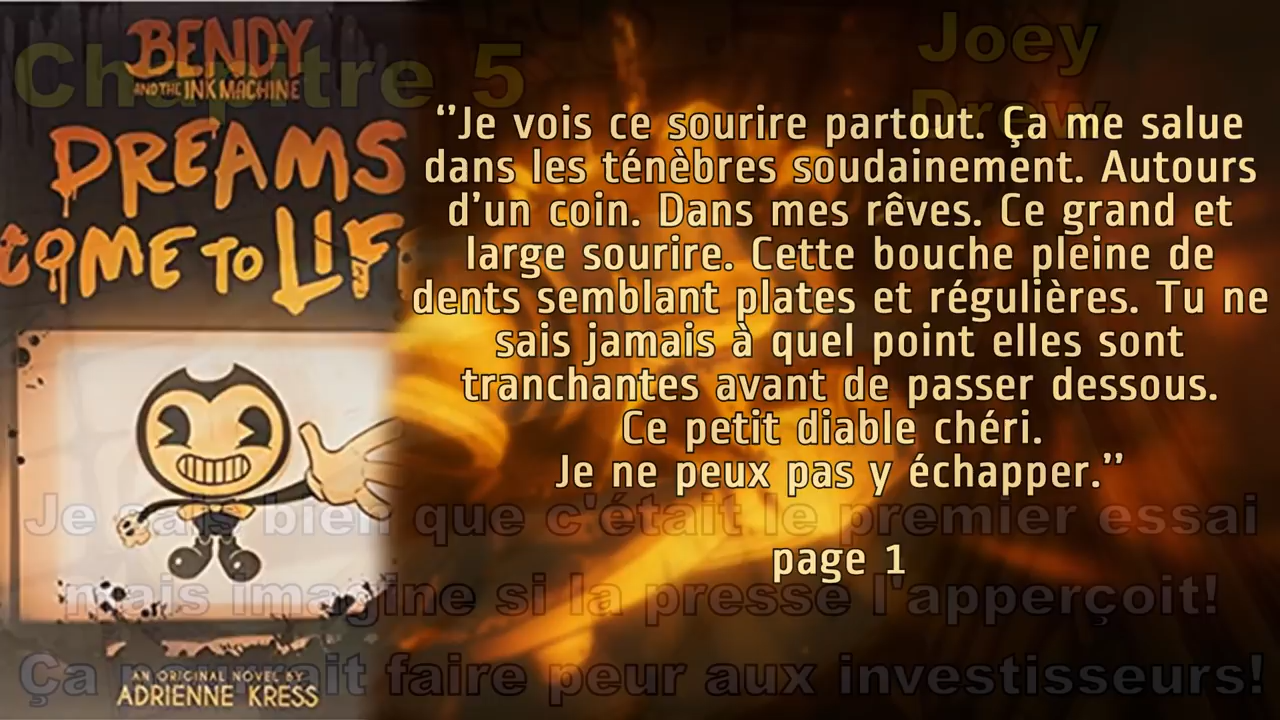 BENDY
AND THE INK MACHINE
DREAMS
COME TO LIF
AN ORIGINAL NOVEL BY
ADRIENNE KRESS
Chapitre 5
Joey
Drew
‘’Je vois ce sourire partout. Ça me salue
dans les ténèbres soudainement. Autours
d’un coin. Dans mes rêves. Ce grand et
large sourire. Cette bouche pleine de
dents semblant plates et régulières. Tu ne
sais jamais à quel point elles sont
tranchantes avant de passer dessous.
Ce petit diable chéri.
Je ne peux pas y échapper.’’
page 1
Je sais bien que c'était le premier essai
mais imagine si la presse l'apperçoit!
Ça faire peur aux investisseurs!